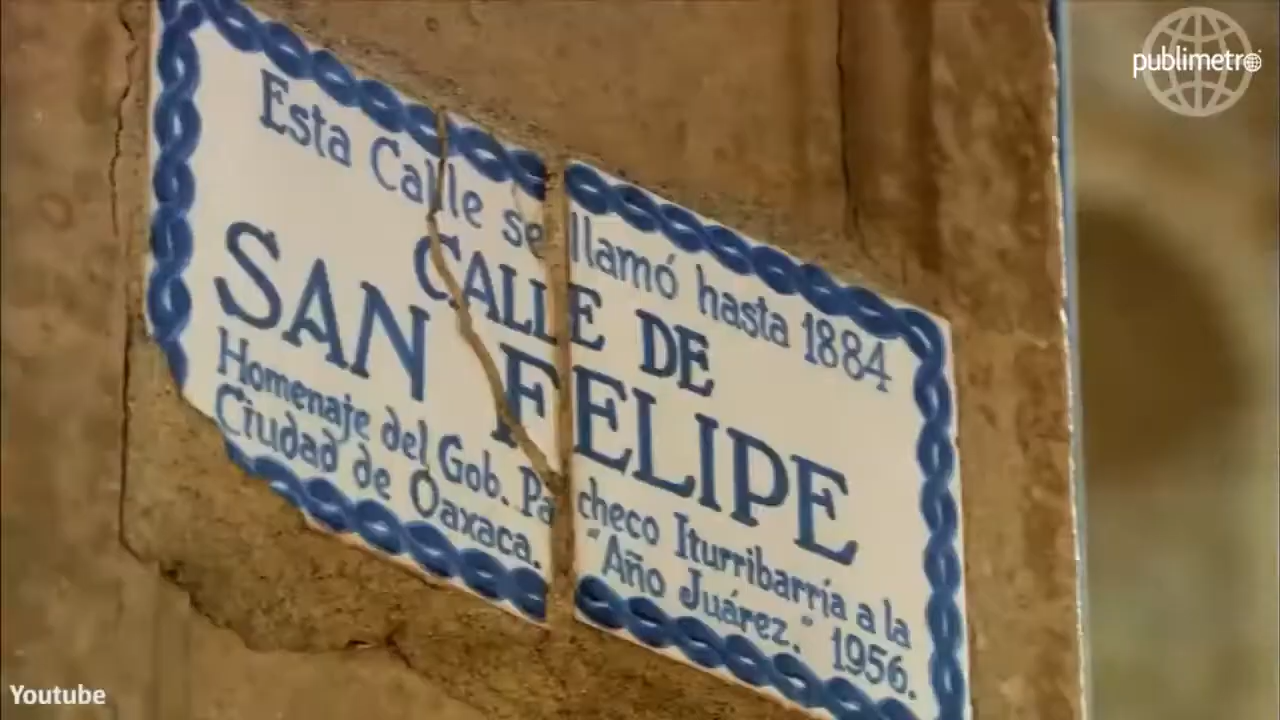 publimetro
Esta Calle se llamó hasta 1884
CALLE DE
SAN FELIPE
Homenaje del Gob. Pacheco Iturribarría a la
Ciudad de Oaxaca. "Año Juárez." 1956.
Youtube